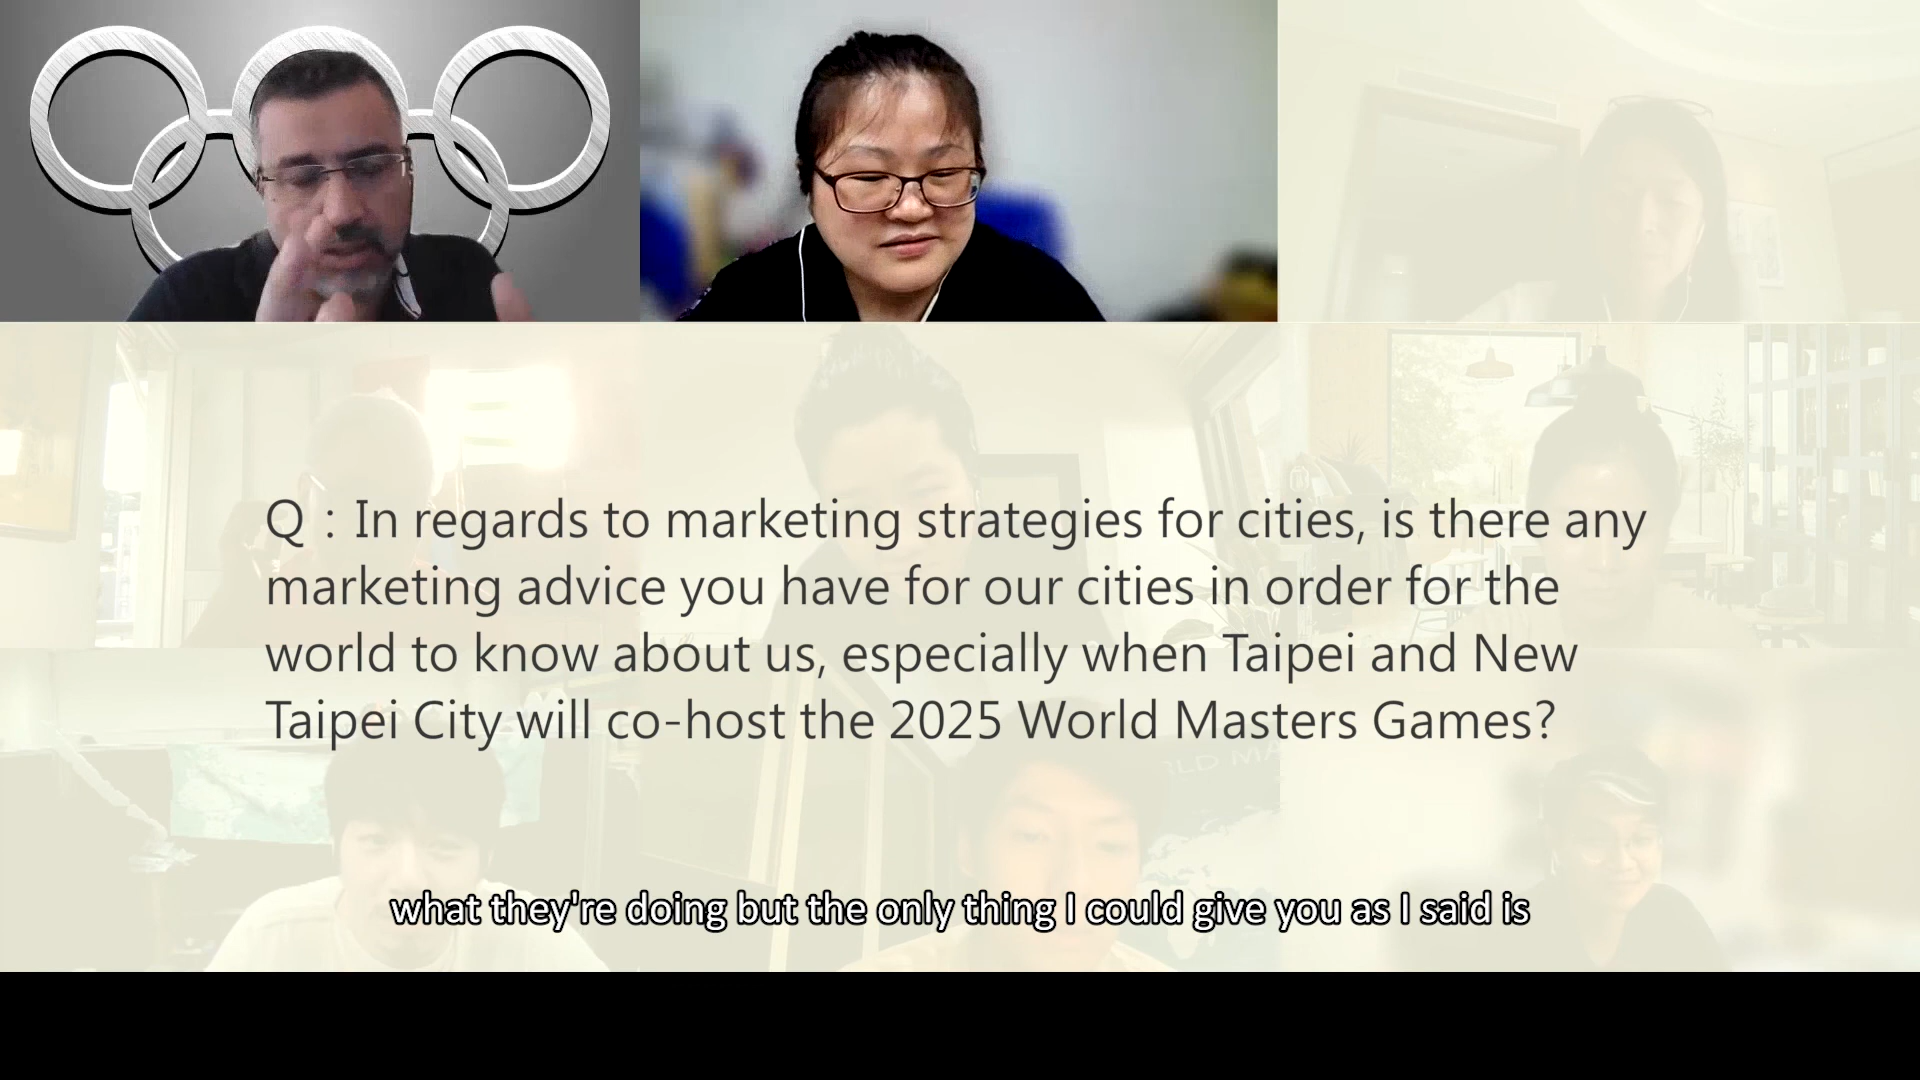 Q : In regards to marketing strategies for cities, is there any
marketing advice you have for our cities in order for the
world to know about us, especially when Taipei and New
Taipei City will co-host the 2025 World Masters Games?
what they're doing but the only thing I could give you as I said is